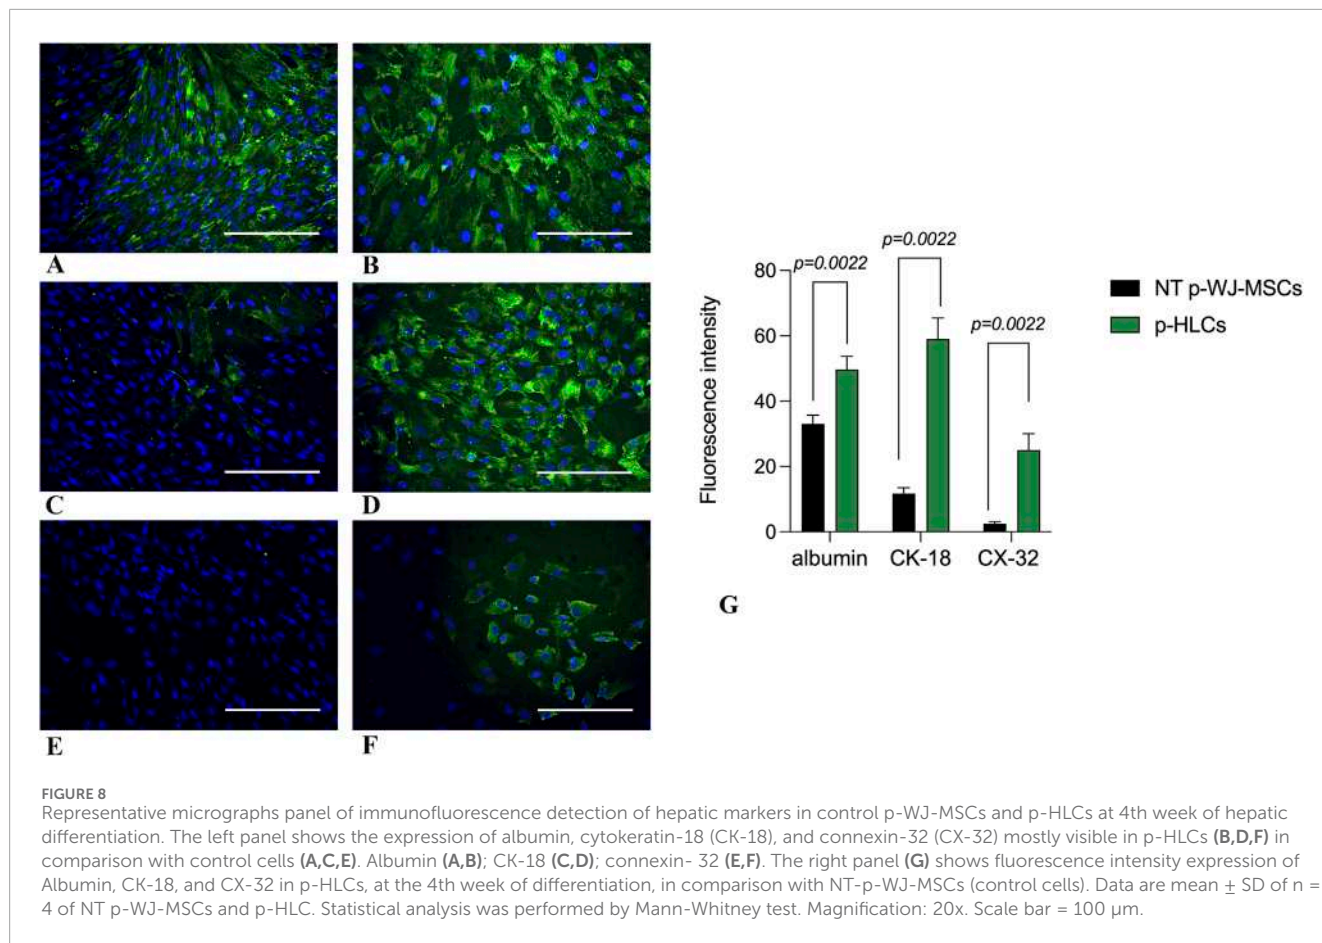 A
B
C
D
E
F
p=0.0022
p=0.0022
p=0.0022
80
60
40
20
0
Fluorescence intensity
albumin
CK-18
CX-32
NT p-WJ-MSCs
p-HLCs
G
FIGURE 8
Representative micrographs panel of immunofluorescence detection of hepatic markers in control p-WJ-MSCs and p-HLCs at 4th week of hepatic
differentiation. The left panel shows the expression of albumin, cytokeratin-18 (CK-18), and connexin-32 (CX-32) mostly visible in p-HLCs (B,D,F) in
comparison with control cells (A,C,E). Albumin (A,B); CK-18 (C,D); connexin- 32 (E,F). The right panel (G) shows fluorescence intensity expression of
Albumin, CK-18, and CX-32 in p-HLCs, at the 4th week of differentiation, in comparison with NT-p-WJ-MSCs (control cells). Data are mean ± SD of n =
4 of NT p-WJ-MSCs and p-HLC. Statistical analysis was performed by Mann-Whitney test. Magnification: 20x. Scale bar = 100 μm.